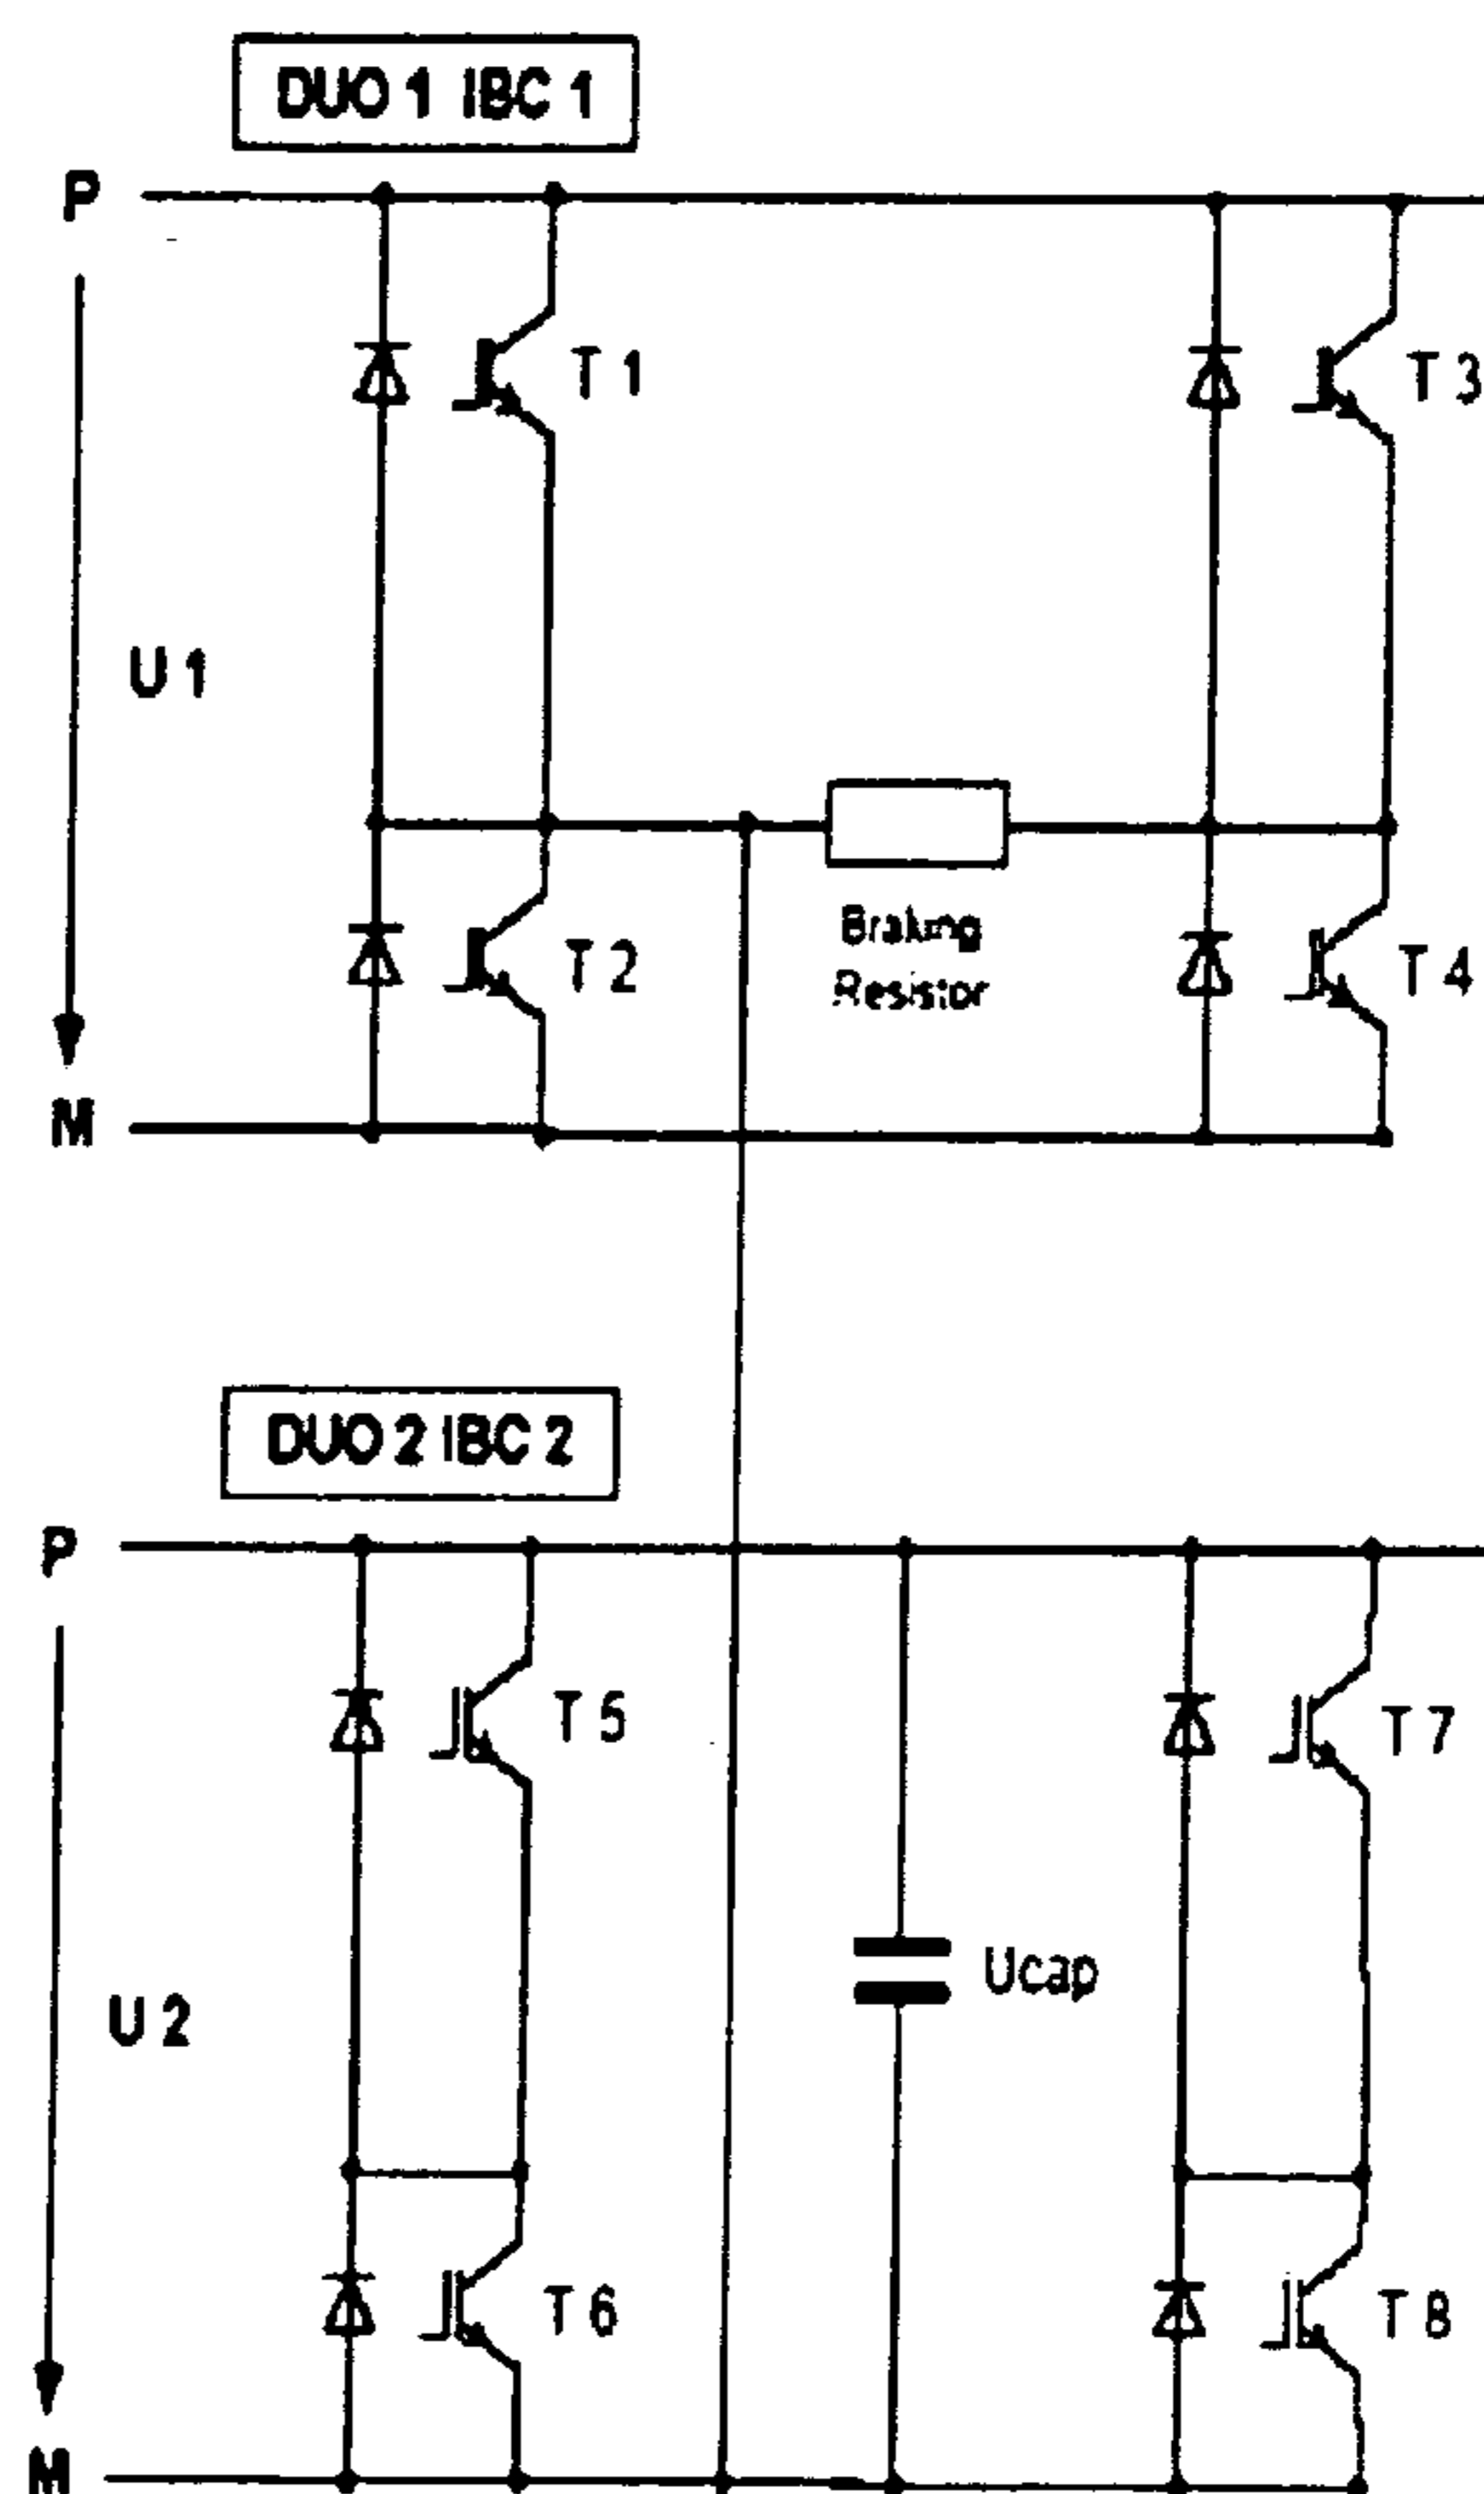 DUO 1 IBC 1
P
T 1
T 3
U 1
Braking
Resistor
T 2
T 4
M
DUO 2 IBC 2
P
T 5
T 7
Ucap
U 2
T 6
T 8
M